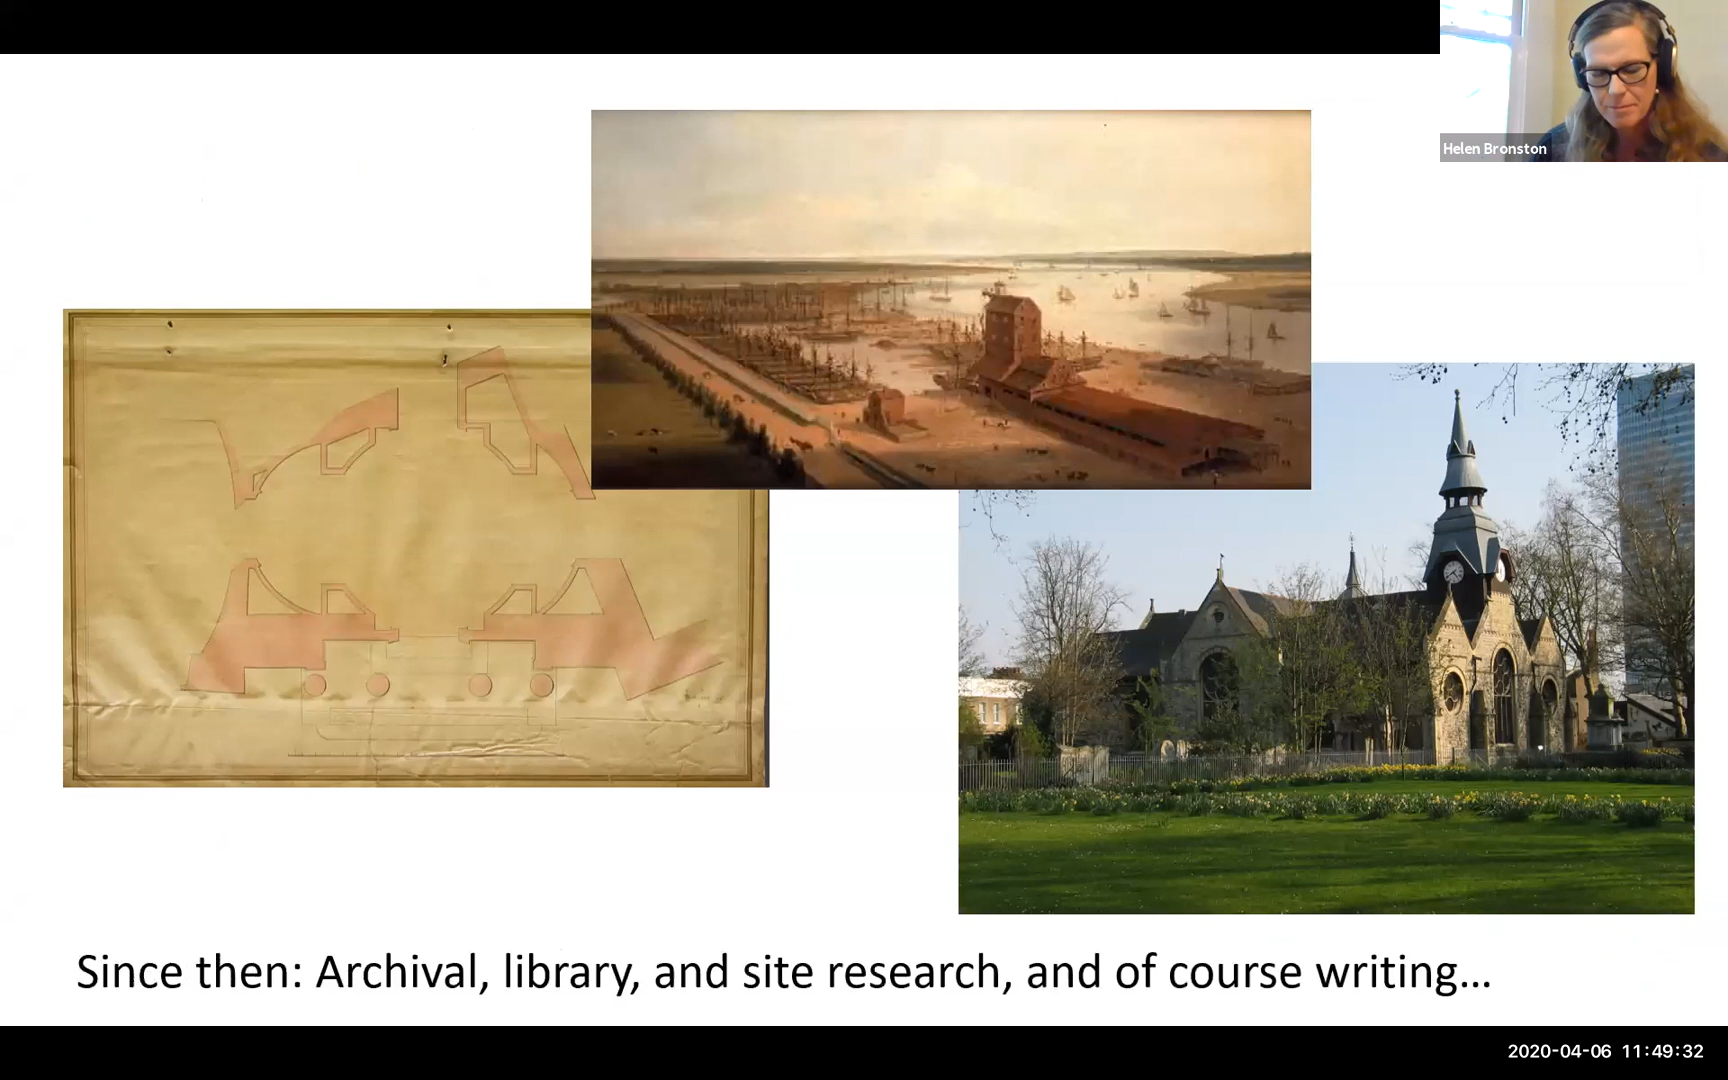 Helen Bronston
Since then: Archival, library, and site research, and of course writing...
2020-04-06 11:49:32